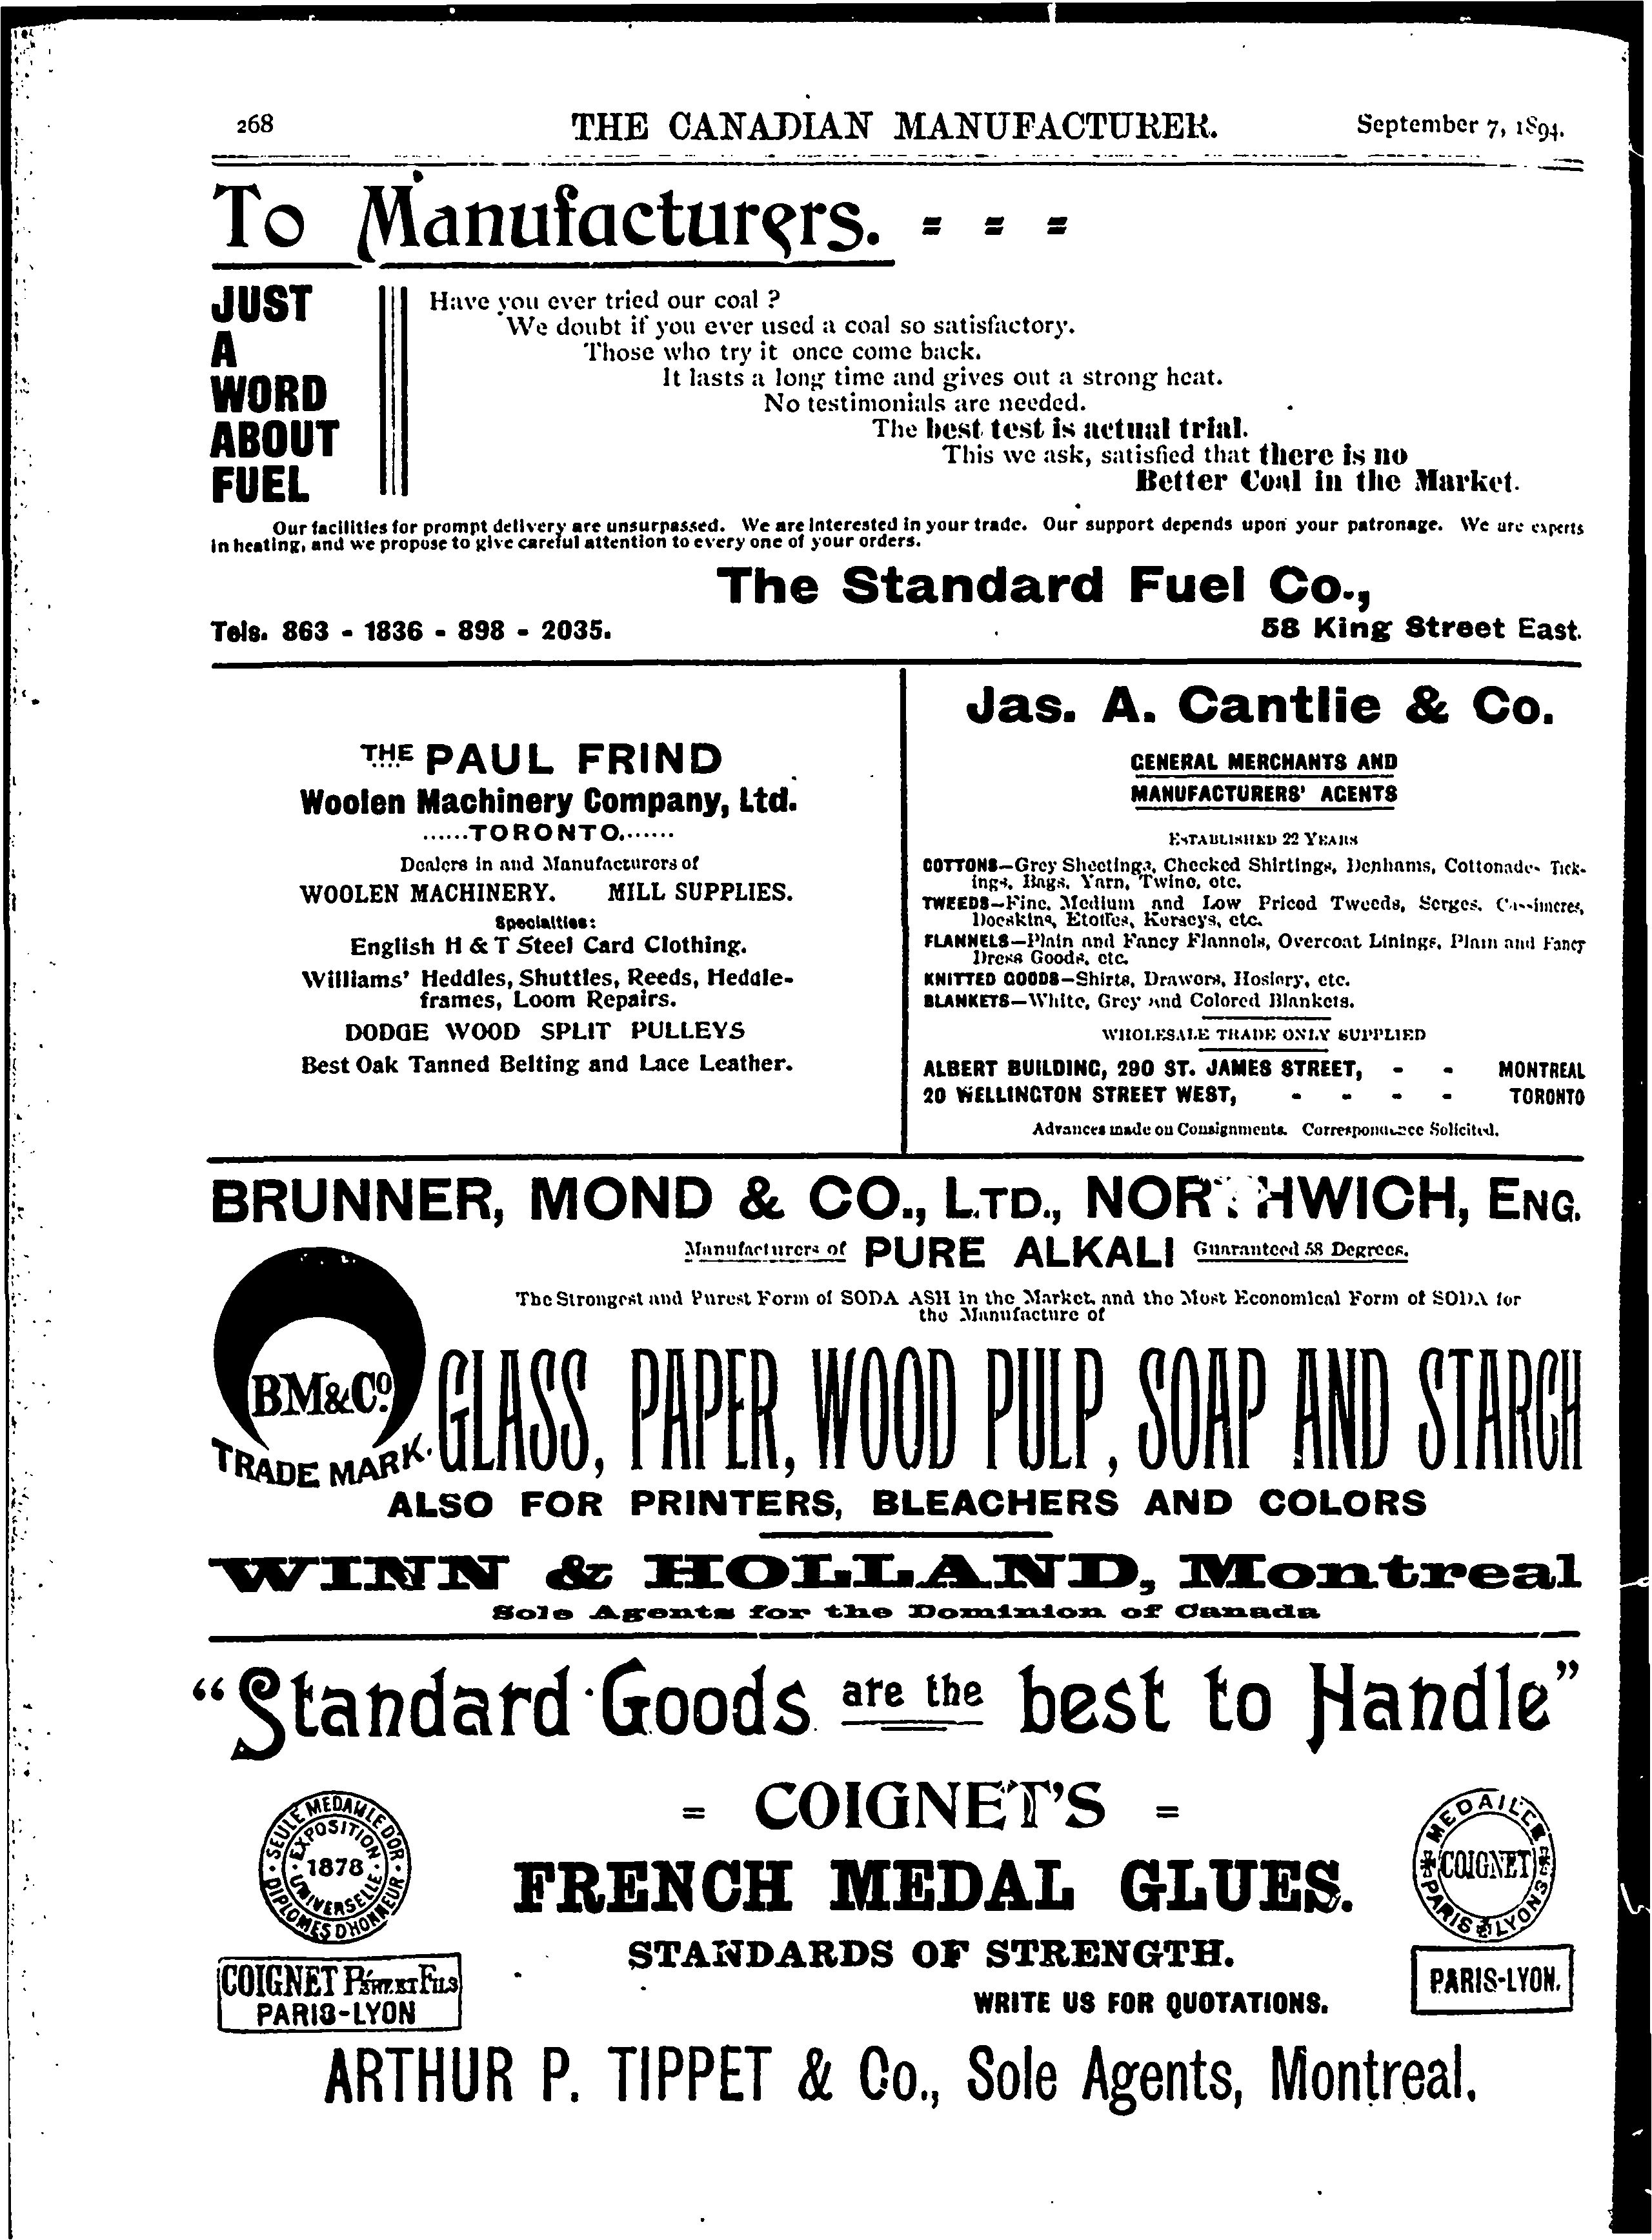 268
THE CANADIAN MANUFACTURER.
September 7, 1894.
To Manufacturers.
JUST
A
WORD
ABOUT
FUEL
Have you ever tried our coal ?
We doubt if you ever used a coal so satisfactory.
Those who try it once come back.
It lasts a long time and gives out a strong heat.
No testimonials are needed.
The best test is actual trial.
This we ask, satisfied that there is no
Better Coal in the Market.
Our facilities for prompt delivery are unsurpassed. We are interested in your trade. Our support depends upon your patronage. We are experts
in heating, and we propose to give careful attention to every one of your orders.
The Standard Fuel Co.,
Tels. 863 - 1836 - 898 - 2035.
58 King Street East.
THE PAUL FRIND
Woolen Machinery Company, Ltd.
......TORONTO.......
Dealers in and Manufacturers of
WOOLEN MACHINERY. MILL SUPPLIES.
Specialties:
English H & T Steel Card Clothing.
Williams' Heddles, Shuttles, Reeds, Heddle-
frames, Loom Repairs.
DODGE WOOD SPLIT PULLEYS
Best Oak Tanned Belting and Lace Leather.
Jas. A. Cantlie & Co.
GENERAL MERCHANTS AND
MANUFACTURERS' AGENTS
ESTABLISHED 22 YEARS
COTTONS—Grey Sheetings, Checked Shirtings, Denhams, Cottonades Tick-
ings, Bags, Yarn, Twine, etc.
TWEEDS—Fine, Medium and Low Priced Tweeds, Serges, Cassimeres,
Doeskins, Etoffes, Kerseys, etc.
FLANNELS—Plain and Fancy Flannels, Overcoat Linings, Plain and Fancy
Dress Goods, etc.
KNITTED GOODS—Shirts, Drawers, Hosiery, etc.
BLANKETS—White, Grey and Colored Blankets.
WHOLESALE TRADE ONLY SUPPLIED
ALBERT BUILDING, 290 ST. JAMES STREET, - - MONTREAL
20 WELLINGTON STREET WEST, - - - - TORONTO
Advances made on Consignments. Correspondence Solicited.
BRUNNER, MOND & CO., LTD., NORTHWICH, ENG.
Manufacturers of PURE ALKALI Guaranteed 58 Degrees.
The Strongest and Purest Form of SODA ASH in the Market, and the Most Economical Form of SODA for
the Manufacture of
BM&Co.
TRADE MARK.
GLASS, PAPER, WOOD PULP, SOAP AND STARCH
ALSO FOR PRINTERS, BLEACHERS AND COLORS
WINN & HOLLAND, Montreal
Sole Agents for the Dominion of Canada
"Standard Goods are the best to Handle"
= COIGNET'S =
FRENCH MEDAL GLUES.
STANDARDS OF STRENGTH.
WRITE US FOR QUOTATIONS.
SEULE MEDAILLE D'OR
EXPOSITION
1878
UNIVERSELLE
DIPLOMES D'HONNEUR
COIGNET PÈRE ET FILS
PARIS-LYON
MEDAILLE
COIGNET
PARIS LYON
PARIS-LYON.
ARTHUR P. TIPPET & Co., Sole Agents, Montreal.